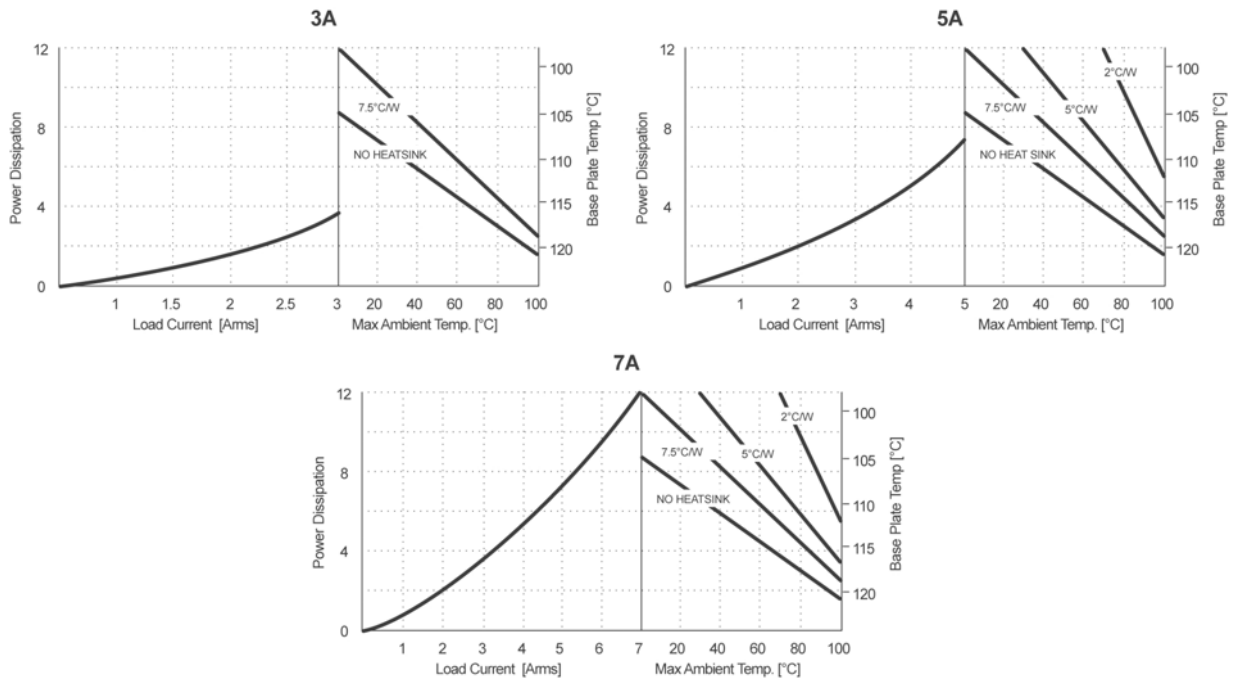 3A
12
8
4
0
Power Dissipation
1 1.5 2 2.5 3 20 40 60 80 100
Load Current [Arms] Max Ambient Temp. [°C]
7.5°C/W
NO HEATSINK
100
105
110
115
120
Base Plate Temp [°C]
5A
12
8
4
0
Power Dissipation
1 2 3 4 5 20 40 60 80 100
Load Current [Arms] Max Ambient Temp. [°C]
2°C/W
7.5°C/W 5°C/W
NO HEAT SINK
100
105
110
115
120
Base Plate Temp [°C]
7A
12
8
4
0
Power Dissipation
1 2 3 4 5 6 7 20 40 60 80 100
Load Current [Arms] Max Ambient Temp. [°C]
2°C/W
7.5°C/W 5°C/W
NO HEATSINK
100
105
110
115
120
Base Plate Temp [°C]